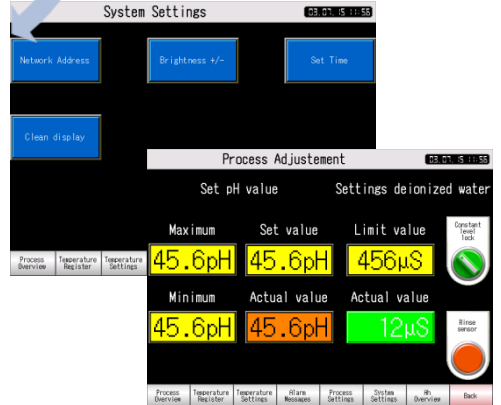 System Settings
03.07.15 11:56
Network Address
Brightness +/-
Set Time
Clean display
Process
Overview
Temperature
Register
Temperature
Settings
Process Adjustement
03.07.15 11:56
Set pH value
Settings deionized water
Maximum
Set value
Limit value
Constant
level
lock
45.6pH
45.6pH
456µS
Minimum
Actual value
Actual value
Rinse
sensor
45.6pH
45.6pH
12µS
Process
Overview
Temperature
Register
Temperature
Settings
Alarm
Messages
Process
Settings
System
Settings
Hh
Overview
Back